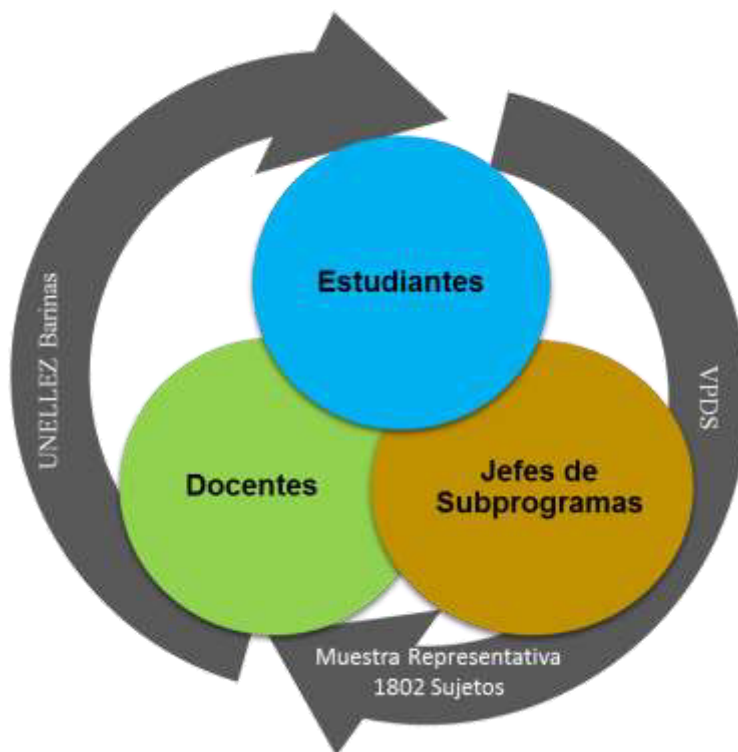 Estudiantes
UNELLEZ Barinas
VPDS
Docentes
Jefes de
Subprogramas
Muestra Representativa
1802 Sujetos